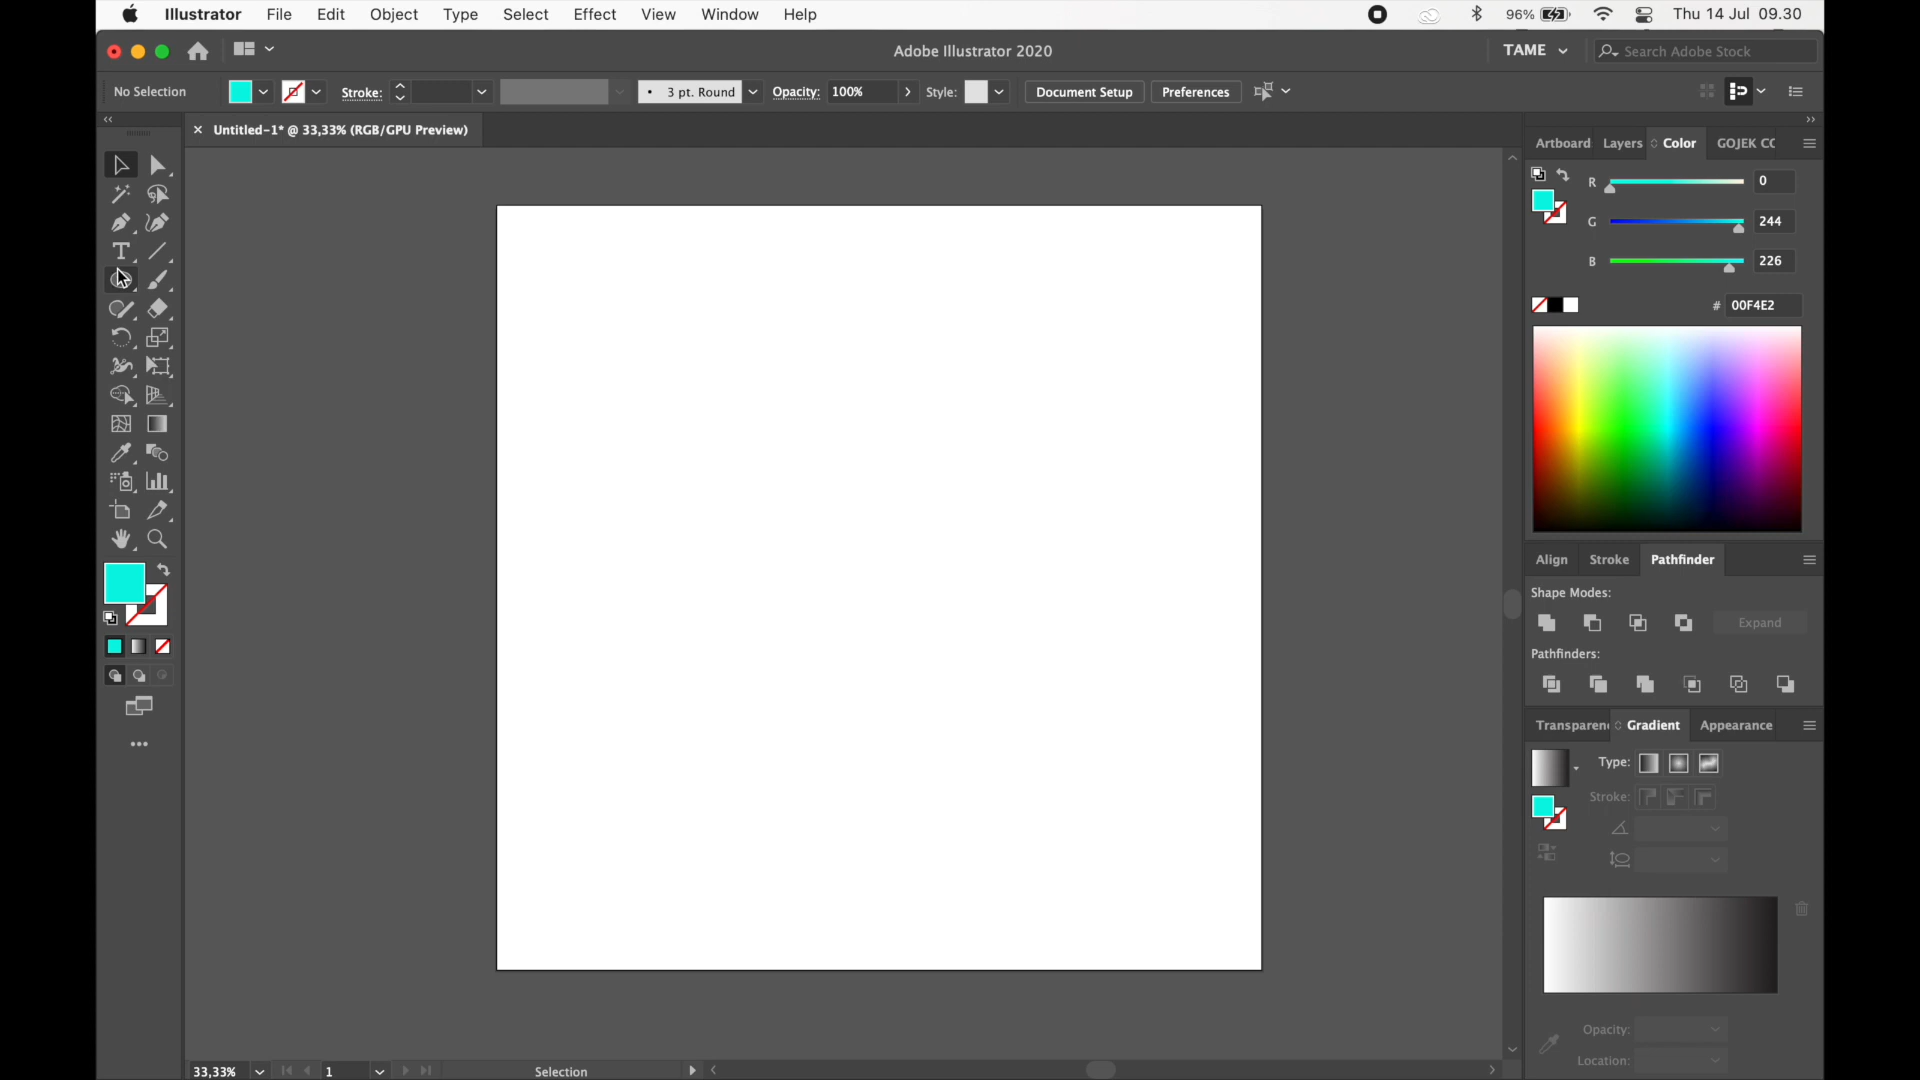 Illustrator File Edit Object Type Select Effect View Window Help 96% Thu 14 Jul 09.30
Adobe Illustrator 2020 TAME Search Adobe Stock
No Selection Stroke: • 3 pt. Round Opacity: 100% Style: Document Setup Preferences
× Untitled-1* @ 33,33% (RGB/GPU Preview)
Artboard Layers Color GOJEK CC
R 0
G 244
B 226
# 00F4E2
Align Stroke Pathfinder
Shape Modes:
Expand
Pathfinders:
Transparen Gradient Appearance
Type:
Stroke:
Opacity:
Location:
33,33% 1 Selection